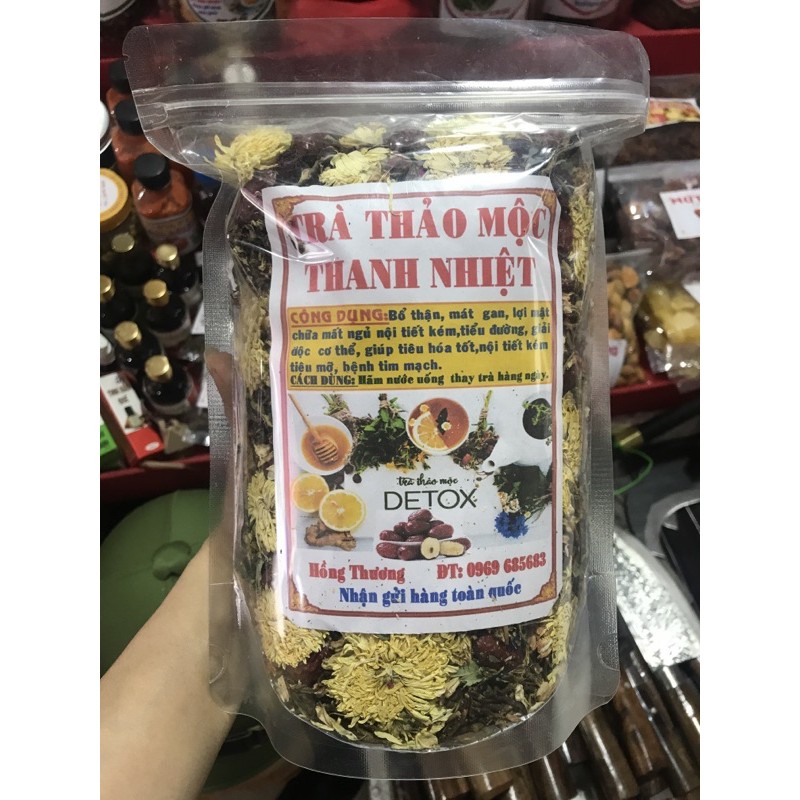 TRÀ THẢO MỘC
THANH NHIỆT
CÔNG DỤNG:Bổ thận, mát gan, lợi mật
chữa mất ngủ nội tiết kém,tiểu đường, giải
độc cơ thể, giúp tiêu hóa tốt,nội tiết kém
tiêu mỡ, bệnh tim mạch.
CÁCH DÙNG: Hãm nước uống thay trà hàng ngày.
trà thảo mộc
DETOX
Hồng Thương ĐT: 0969 685683
Nhận gửi hàng toàn quốc